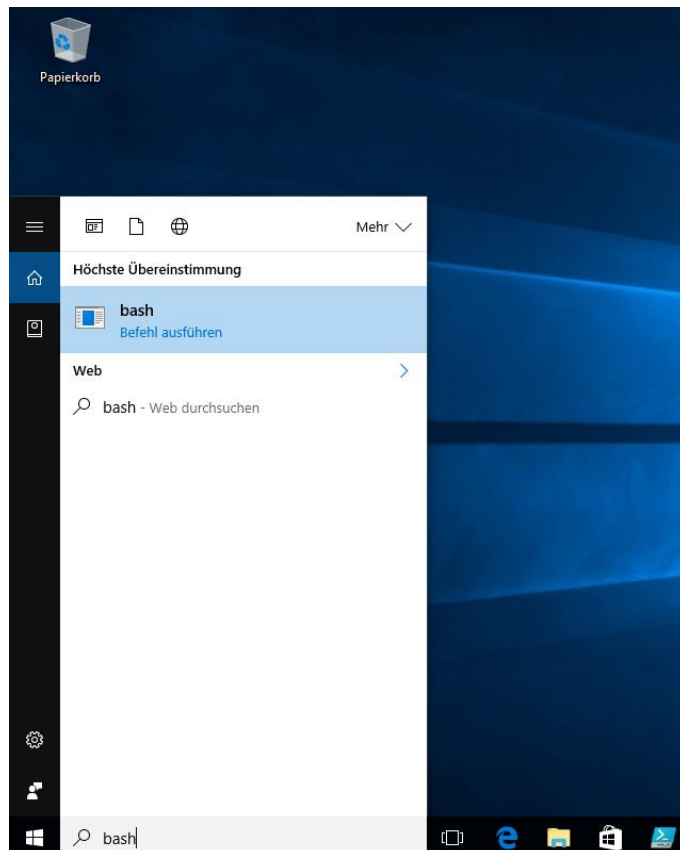 Papierkorb
Mehr
Höchste Übereinstimmung
bash
Befehl ausführen
Web
bash - Web durchsuchen
bash